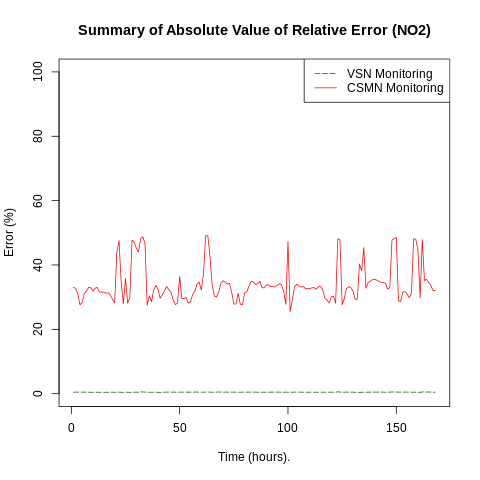 Summary of Absolute Value of Relative Error (NO2)
VSN Monitoring
CSMN Monitoring
Error (%)
100
80
60
40
20
0
0 50 100 150
Time (hours).